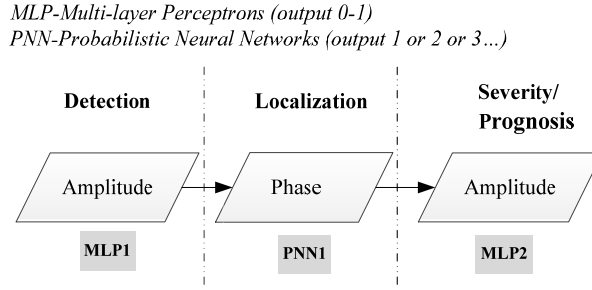 MLP-Multi-layer Perceptrons (output 0-1)
PNN-Probabilistic Neural Networks (output 1 or 2 or 3…)
Detection
Localization
Severity/
Prognosis
Amplitude
Phase
Amplitude
MLP1
PNN1
MLP2